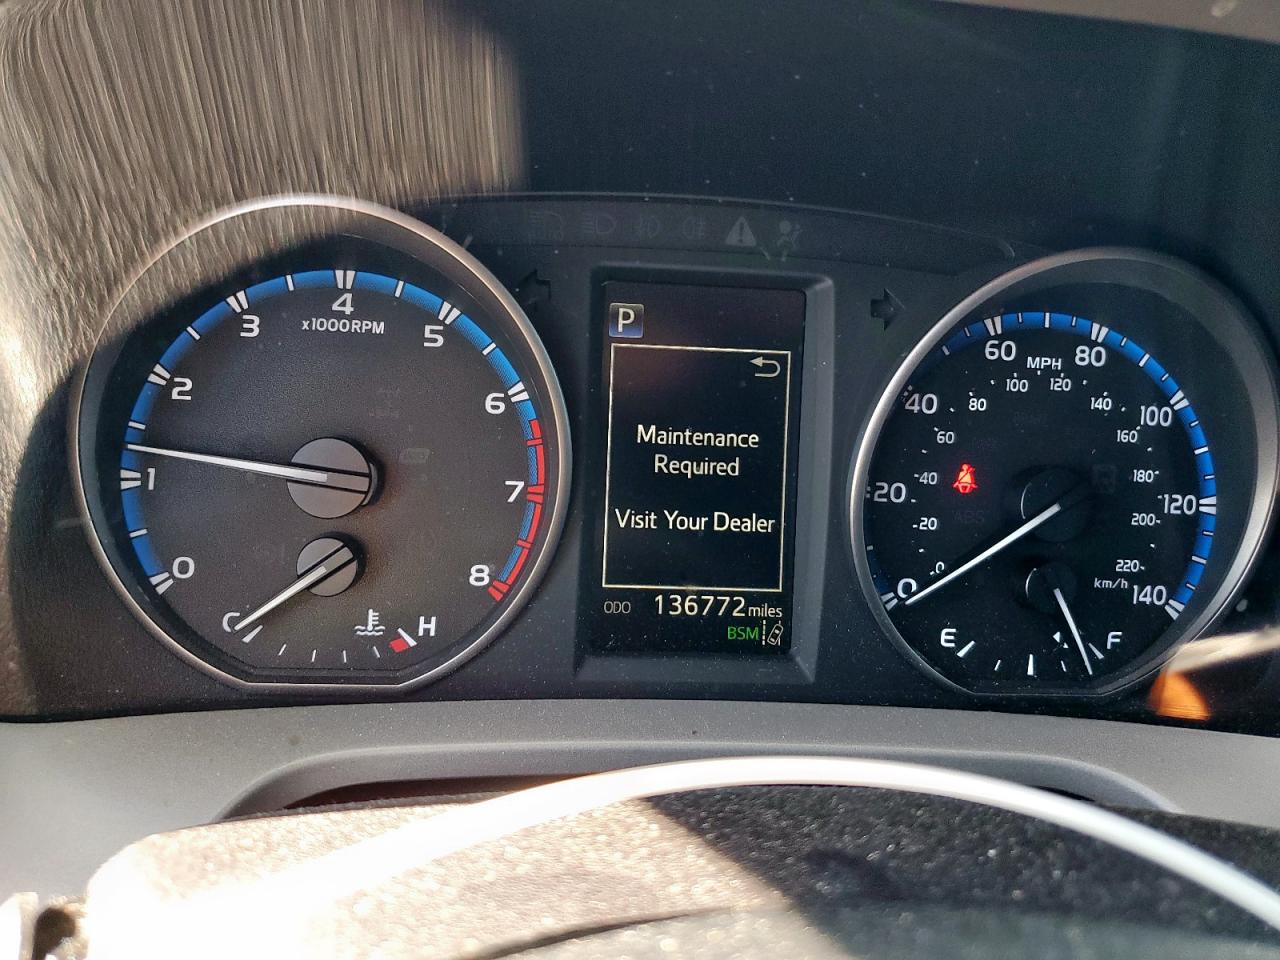 0
1
2
3
4
5
6
7
8
x1000RPM
C
H
P
Maintenance
Required
Visit Your Dealer
ODO 136772 miles
BSM
MPH
0
20
40
60
80
100
120
140
0
20
40
60
80
100
120
140
160
180
200
220
km/h
E
F
ABS